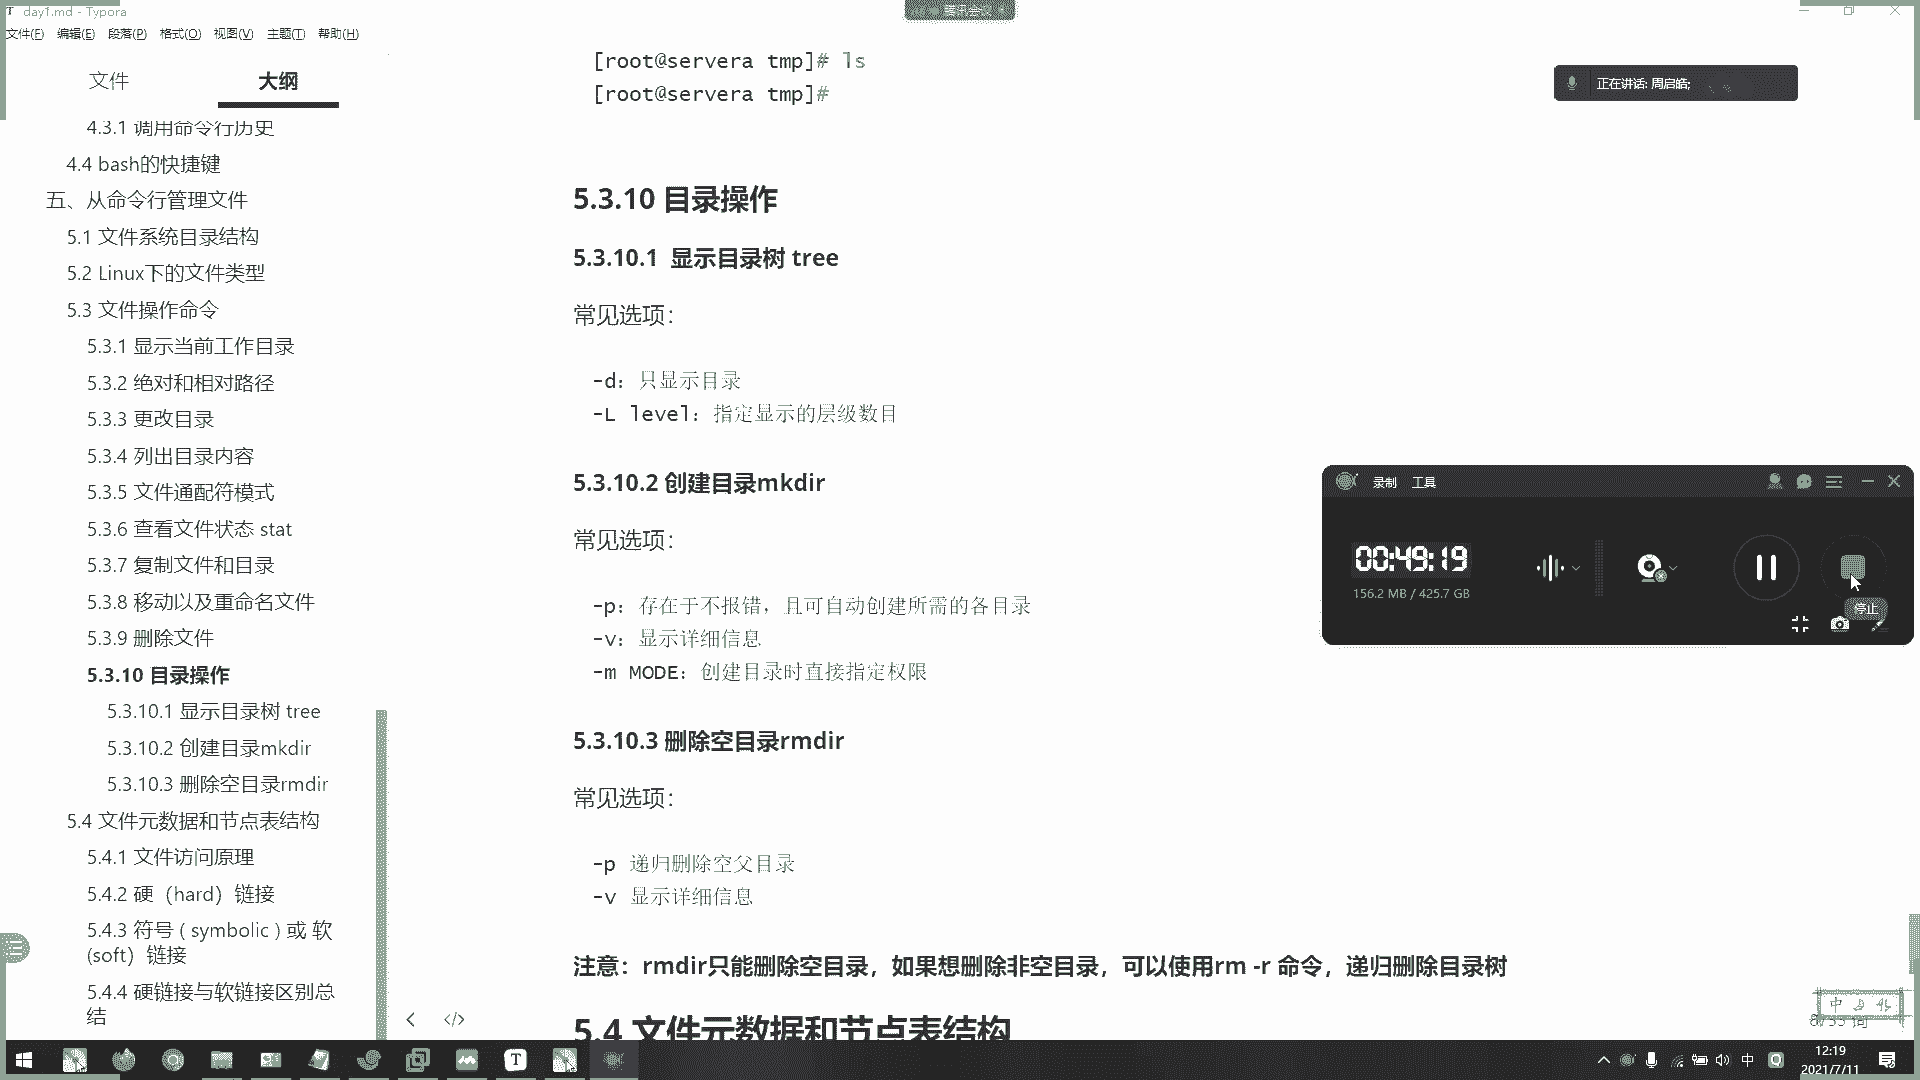 day1.md - Typora
腾讯会议
文件(F) 编辑(E) 段落(P) 格式(O) 视图(V) 主题(T) 帮助(H)
文件 大纲
4.3.1 调用命令行历史
4.4 bash的快捷键
五、从命令行管理文件
5.1 文件系统目录结构
5.2 Linux下的文件类型
5.3 文件操作命令
5.3.1 显示当前工作目录
5.3.2 绝对和相对路径
5.3.3 更改目录
5.3.4 列出目录内容
5.3.5 文件通配符模式
5.3.6 查看文件状态 stat
5.3.7 复制文件和目录
5.3.8 移动以及重命名文件
5.3.9 删除文件
5.3.10 目录操作
5.3.10.1 显示目录树 tree
5.3.10.2 创建目录mkdir
5.3.10.3 删除空目录rmdir
5.4 文件元数据和节点表结构
5.4.1 文件访问原理
5.4.2 硬（hard）链接
5.4.3 符号 ( symbolic ) 或 软
(soft）链接
5.4.4 硬链接与软链接区别总
结
[root@servera tmp]# ls
[root@servera tmp]#
5.3.10 目录操作
5.3.10.1 显示目录树 tree
常见选项：
-d: 只显示目录
-L level: 指定显示的层级数目
5.3.10.2 创建目录mkdir
常见选项：
-p: 存在于不报错，且可自动创建所需的各目录
-v: 显示详细信息
-m MODE: 创建目录时直接指定权限
5.3.10.3 删除空目录rmdir
常见选项：
-p 递归删除空父目录
-v 显示详细信息
注意：rmdir只能删除空目录，如果想删除非空目录，可以使用rm -r 命令，递归删除目录树
5.4 文件元数据和节点表结构
正在讲话: 周启皓;
录制 工具
00:49:19
156.2 MB / 425.7 GB
停止
中
中
12:19
2021/7/11